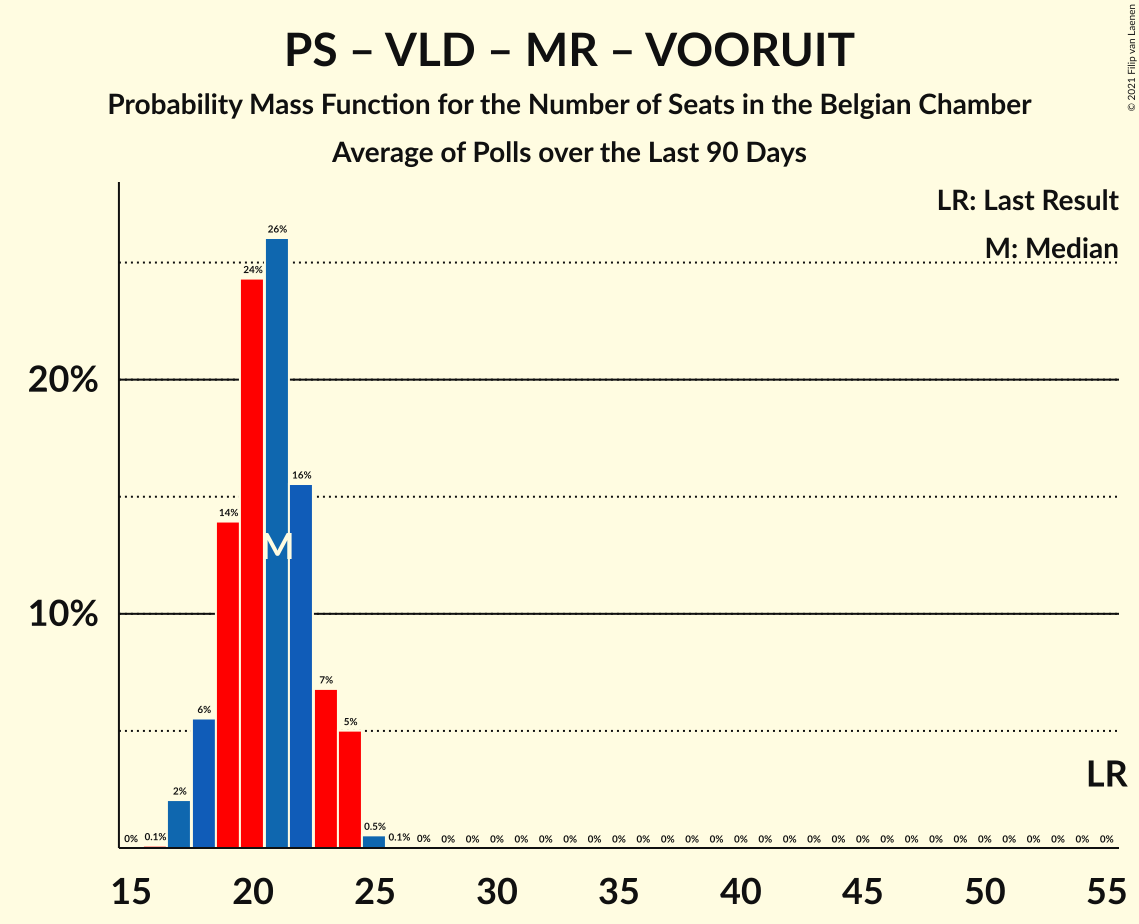 PS – VLD – MR – VOORUIT
Probability Mass Function for the Number of Seats in the Belgian Chamber
Average of Polls over the Last 90 Days
© 2021 Filip van Laenen
LR: Last Result
M: Median
20%
10%
0% 0.1% 2% 6% 14% 24% 26% 16% 7% 5% 0.5% 0.1% 0% 0% 0% 0% 0% 0% 0% 0% 0% 0% 0% 0% 0% 0% 0% 0% 0% 0% 0% 0% 0% 0% 0% 0% 0% 0% 0% 0% 0%
M
LR
15 20 25 30 35 40 45 50 55